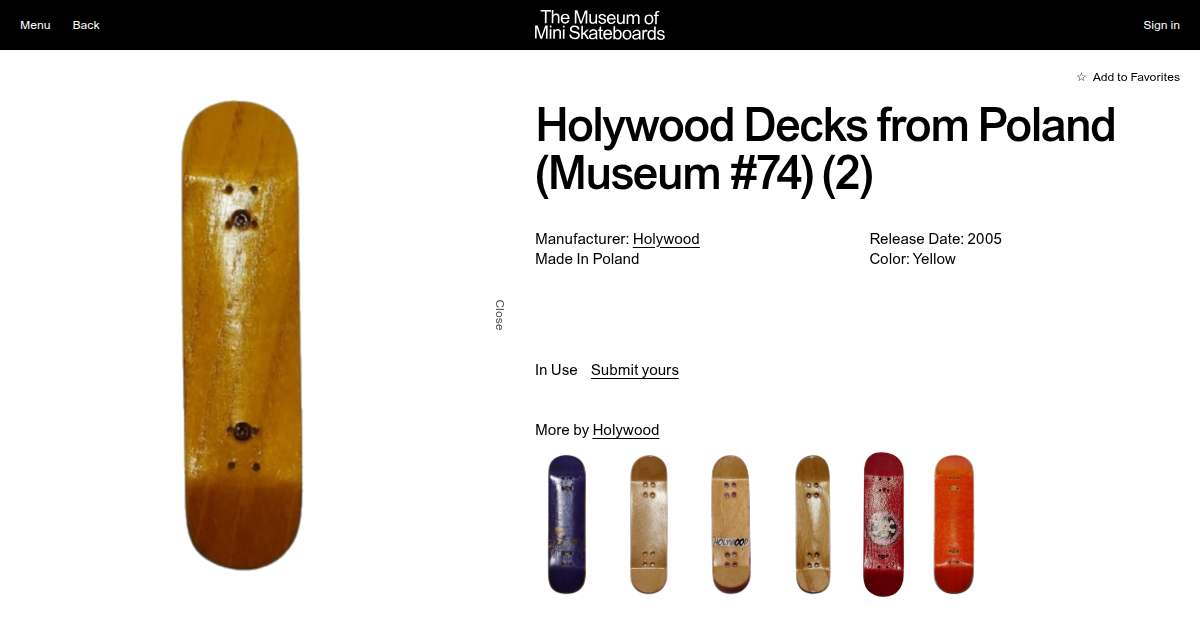 Menu
Back
The Museum of
Mini Skateboards
Sign in
☆ Add to Favorites
Holywood Decks from Poland
(Museum #74) (2)
Manufacturer: Holywood
Made In Poland
Release Date: 2005
Color: Yellow
Close
In Use
Submit yours
More by Holywood
HOLYWOOD